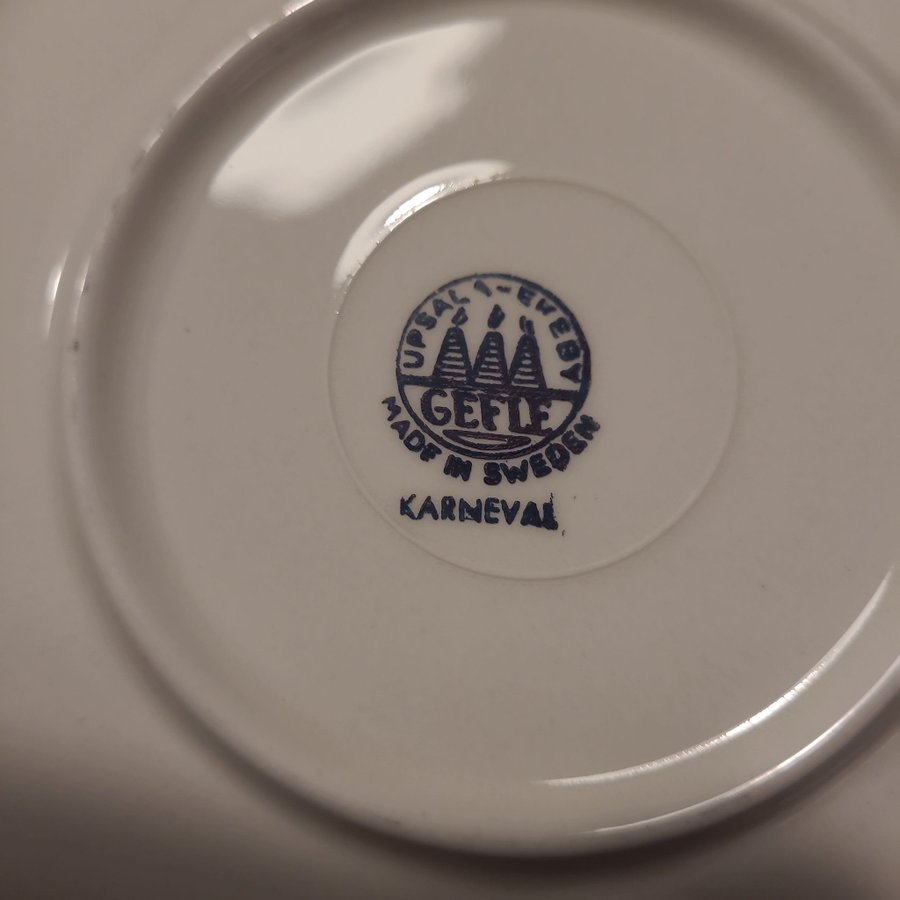 UPSALA-EKEBY
GEFLE
MADE IN SWEDEN
KARNEVAL